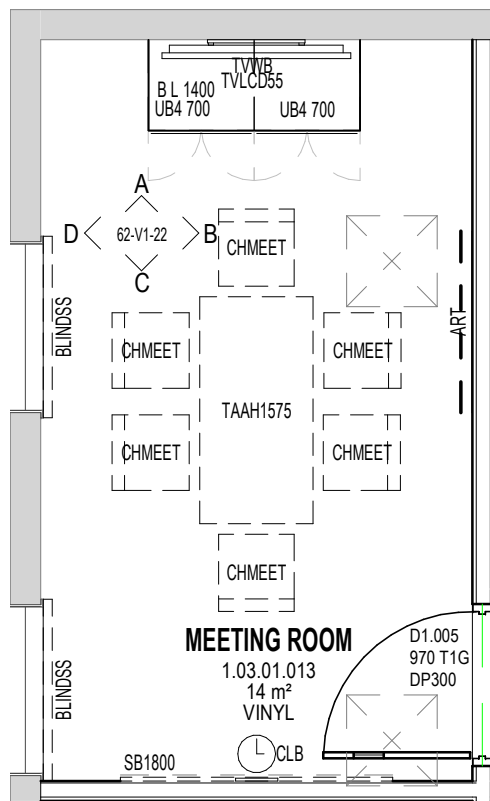 TVWB
TVLCD55
B L 1400
UB4 700
UB4 700
A
D
62-V1-22
B
C
CHMEET
BLINDSS
CHMEET
CHMEET
ART
TAAH1575
CHMEET
CHMEET
CHMEET
MEETING ROOM
1.03.01.013
14 m²
VINYL
D1.005
970 T1G
DP300
BLINDSS
SB1800
CLB